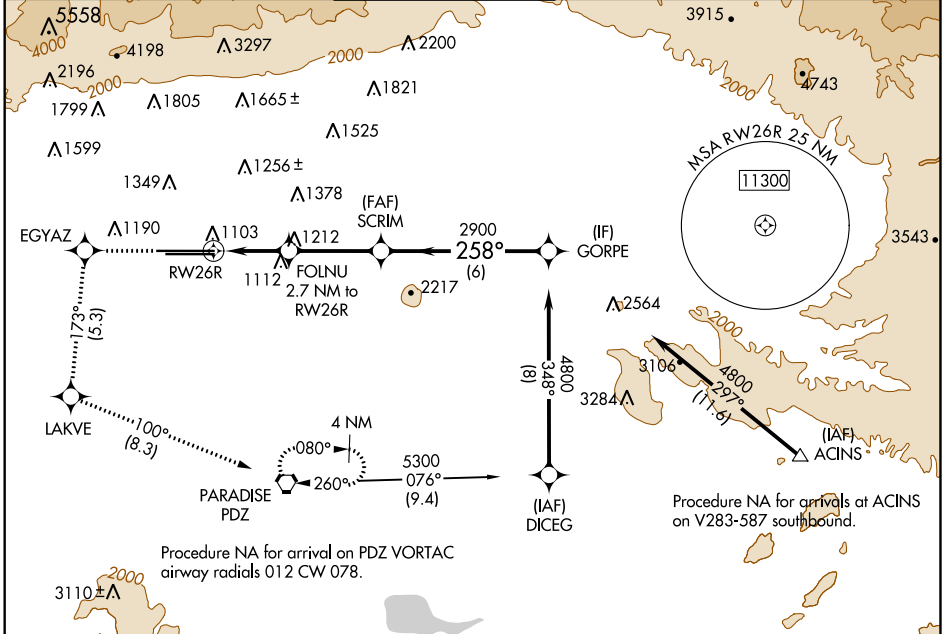 5558
4000
4198
3297
2200
2000
3915
4743
2000
2196
2000
1799
1805
1665 ±
1821
1525
1599
1256 ±
1349
1378
MSA RW26R 25 NM
11300
(FAF)
SCRIM
EGYAZ
1190
1103
1212
2900
258°
(6)
(IF)
GORPE
3543
RW26R
1112
FOLNU
2.7 NM to
RW26R
2217
2564
2000
173°
(5.3)
4800
348°
(8)
3106
4800
297°
(11.6)
3284
LAKVE
100°
(8.3)
4 NM
080°
260°
5300
076°
(9.4)
(IAF)
ACINS
PARADISE
PDZ
(IAF)
DICEG
Procedure NA for arrivals at ACINS
on V283-587 southbound.
Procedure NA for arrival on PDZ VORTAC
airway radials 012 CW 078.
2000
3110 ±